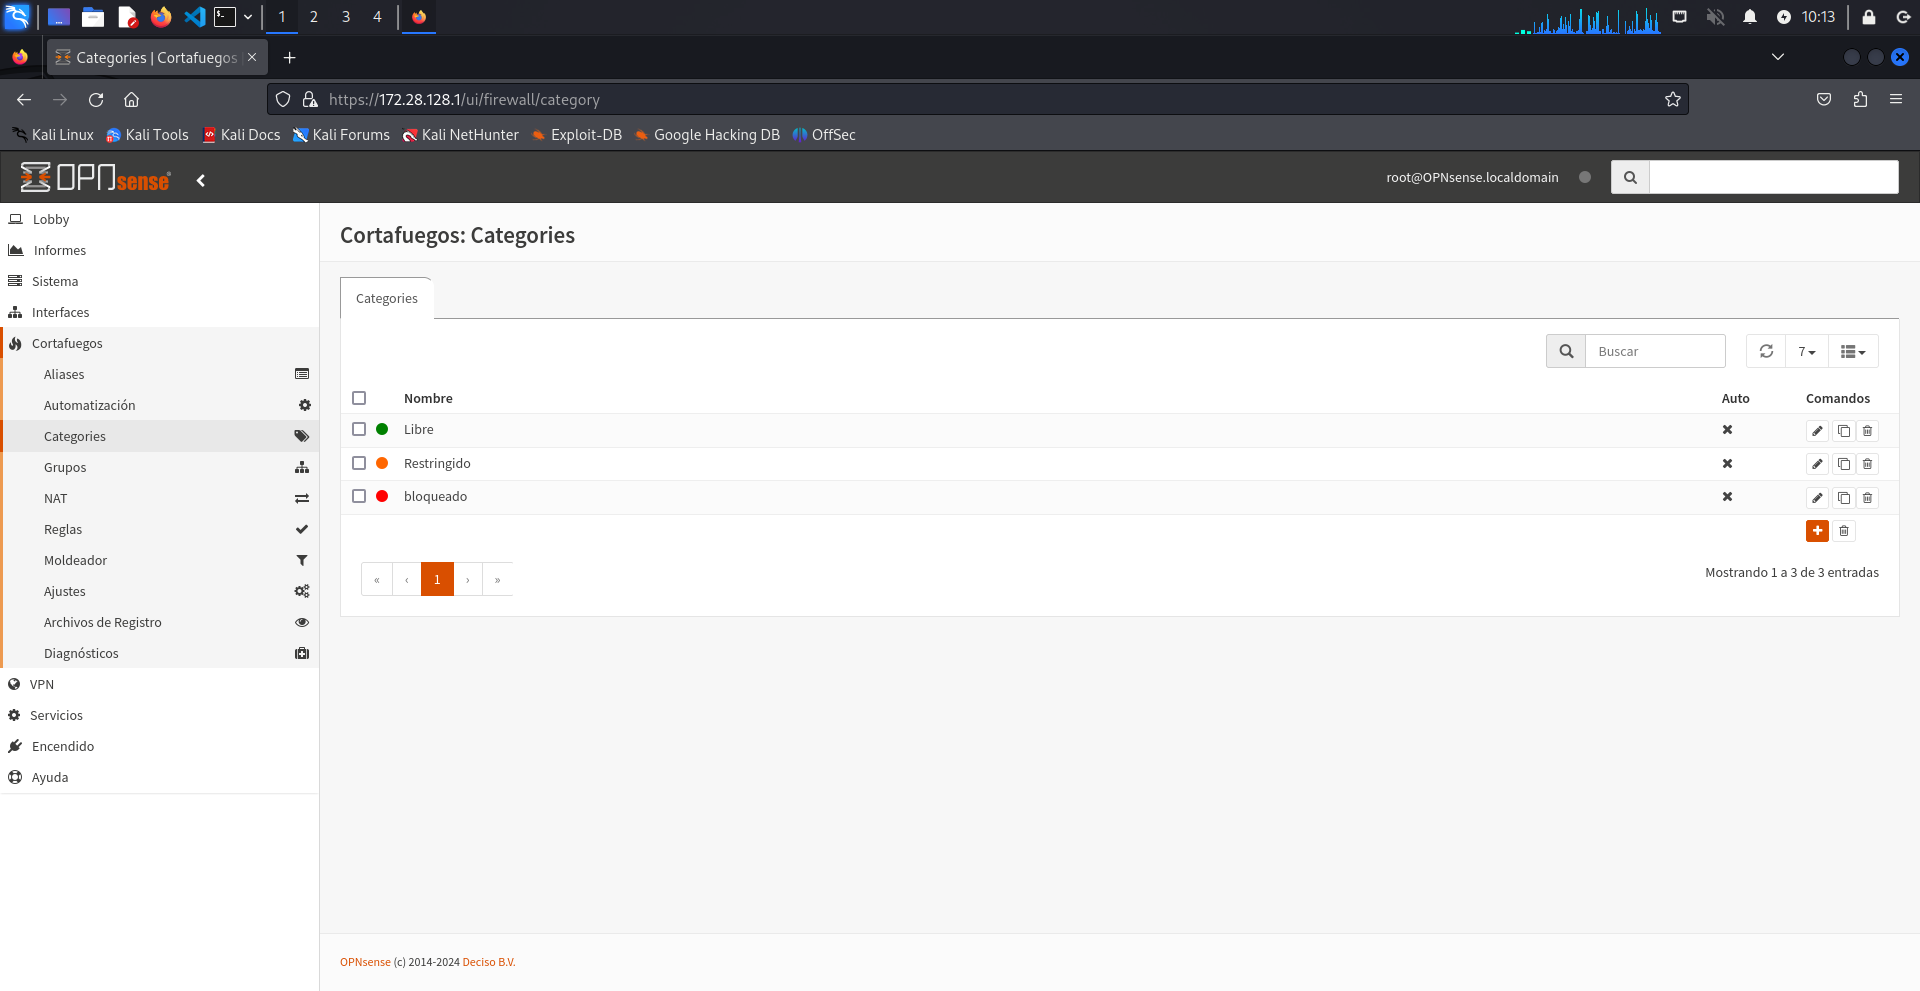 1 2 3 4 10:13
Categories | Cortafuegos
https://172.28.128.1/ui/firewall/category
Kali Linux Kali Tools Kali Docs Kali Forums Kali NetHunter Exploit-DB Google Hacking DB OffSec
OPNsense root@OPNsense.localdomain
Lobby
Informes
Sistema
Interfaces
Cortafuegos
Aliases
Automatización
Categories
Grupos
NAT
Reglas
Moldeador
Ajustes
Archivos de Registro
Diagnósticos
VPN
Servicios
Encendido
Ayuda
Cortafuegos: Categories
Categories
Buscar 7
Nombre Auto Comandos
Libre
Restringido
bloqueado
« ‹ 1 › »
Mostrando 1 a 3 de 3 entradas
OPNsense (c) 2014-2024 Deciso B.V.